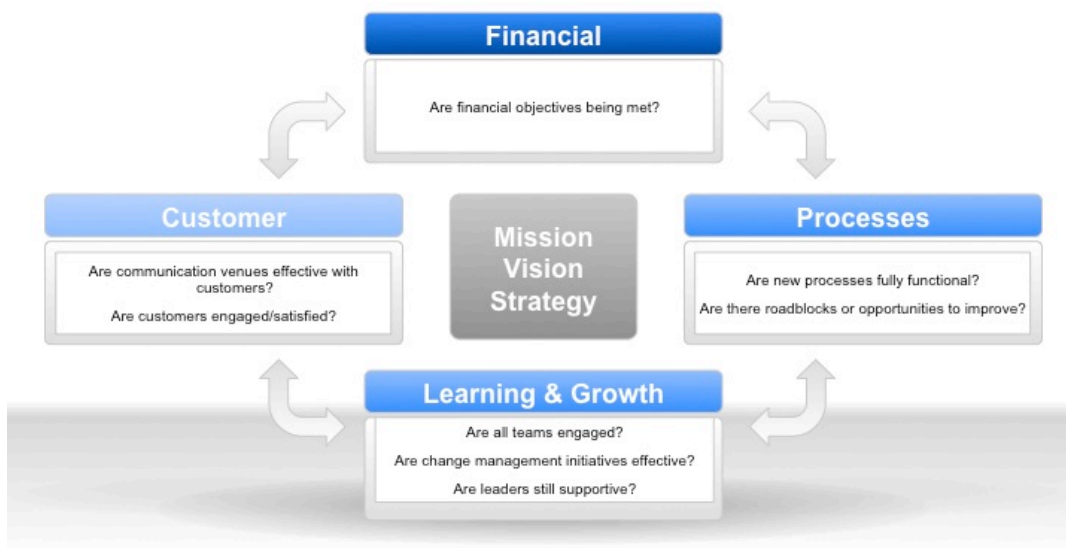 Financial
Are financial objectives being met?
Customer
Are communication venues effective with
customers?
Are customers engaged/satisfied?
Mission
Vision
Strategy
Processes
Are new processes fully functional?
Are there roadblocks or opportunities to improve?
Learning & Growth
Are all teams engaged?
Are change management initiatives effective?
Are leaders still supportive?